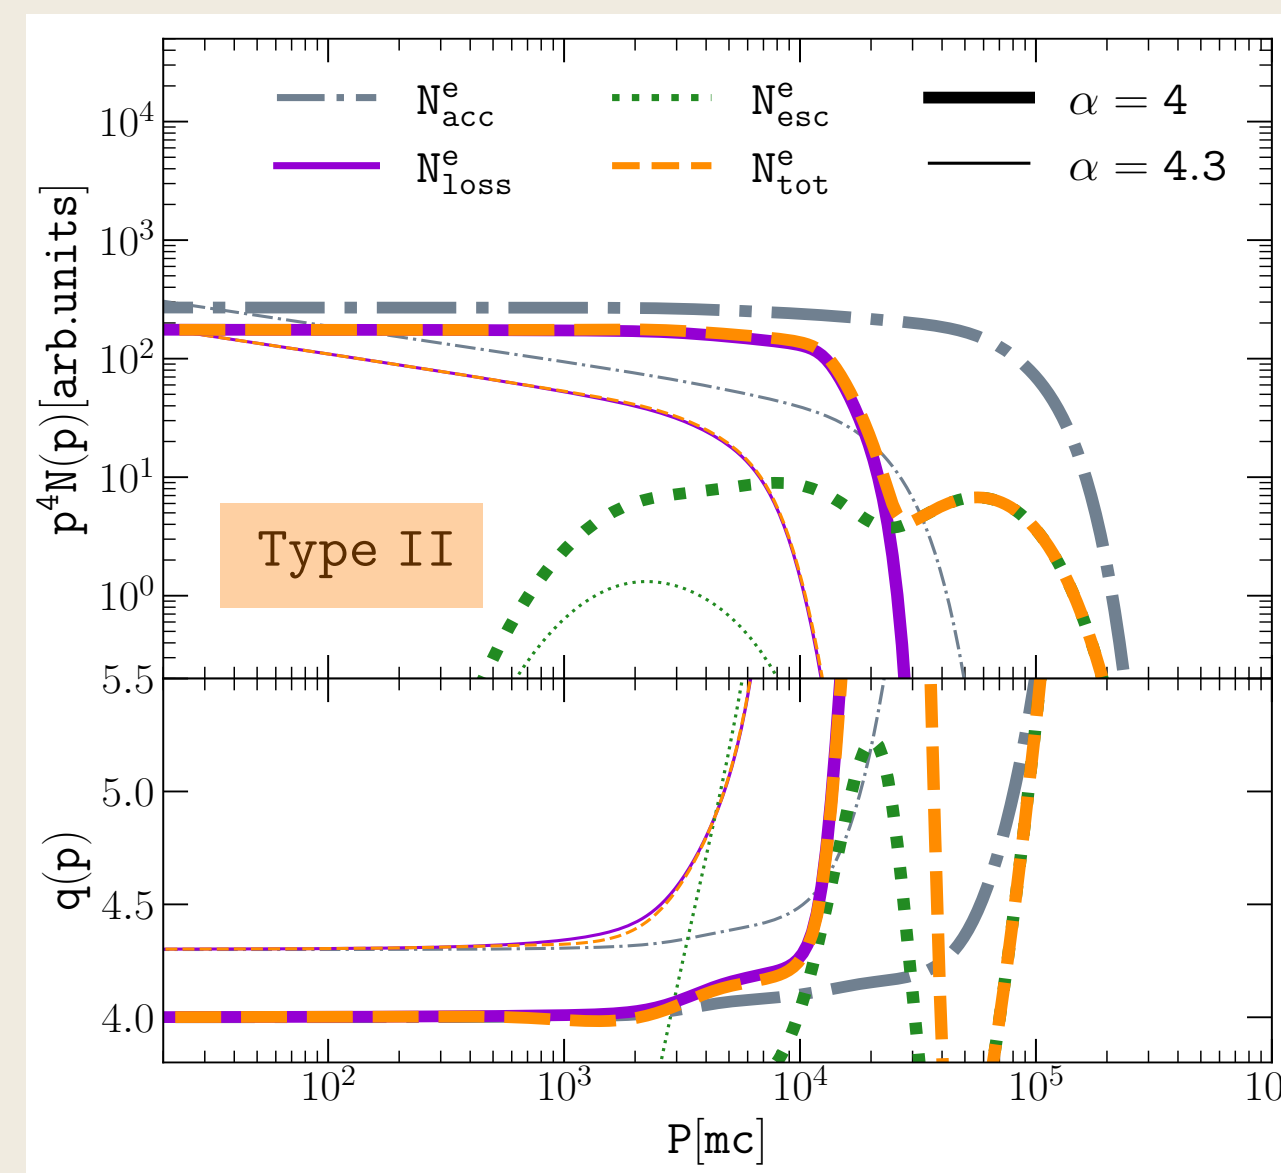 N^e_acc N^e_esc α = 4
N^e_loss N^e_tot α = 4.3
p^4N(p)[arb.units]
10^4
10^3
10^2
10^1
10^0
Type II
q(p)
5.5
5.0
4.5
4.0
10^2 10^3 10^4 10^5 10
P[mc]